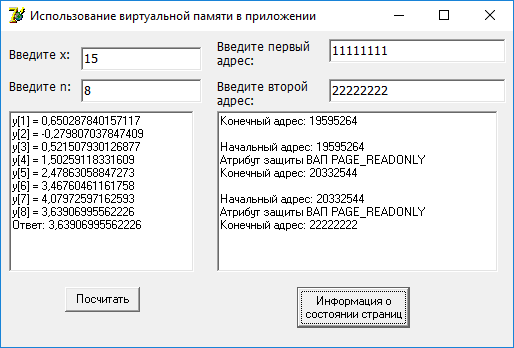 Использование виртуальной памяти в приложении
Введите x:
15
Введите первый
адрес:
11111111
Введите n:
8
Введите второй
адрес:
22222222
y[1] = 0,650287840157117
y[2] = -0,279807037847409
y[3] = 0,521507930126877
y[4] = 1,50259118331609
y[5] = 2,47863058847273
y[6] = 3,46760461161758
y[7] = 4,07972597162593
y[8] = 3,63906995562226
Ответ: 3,63906995562226
Конечный адрес: 19595264
Начальный адрес: 19595264
Атрибут защиты ВАП PAGE_READONLY
Конечный адрес: 20332544
Начальный адрес: 20332544
Атрибут защиты ВАП PAGE_READONLY
Конечный адрес: 22222222
Посчитать
Информация о
состоянии страниц